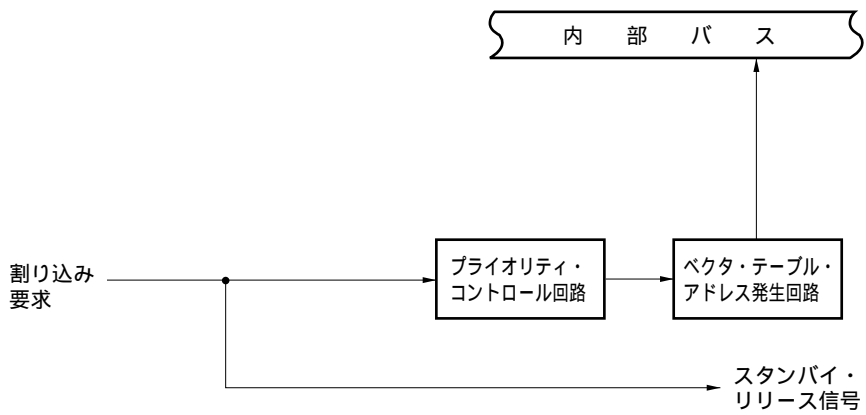 内部バス
割り込み
要求
プライオリティ・
コントロール回路
ベクタ・テーブル・
アドレス発生回路
スタンバイ・
リリース信号